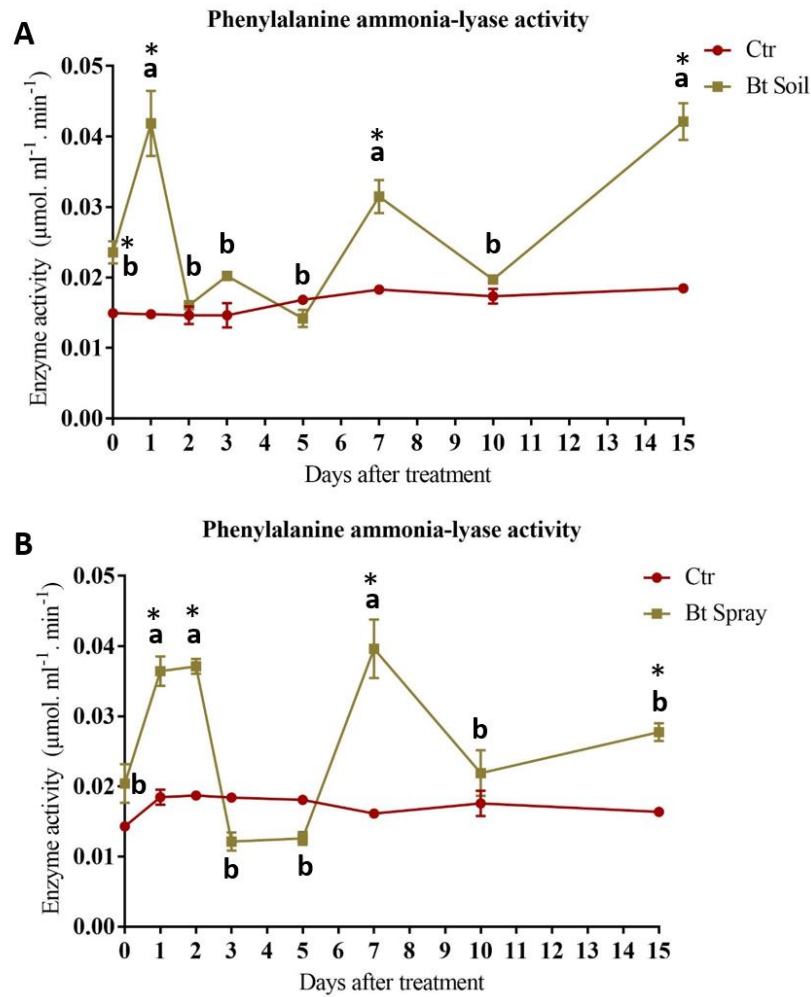 A
Phenylalanine ammonia-lyase activity
Ctr
Bt Soil
Enzyme activity (μmol. ml⁻¹. min⁻¹)
0.05
0.04
0.03
0.02
0.01
0.00
*
a
*
b
b
b
b
*
a
b
*
a
0 1 2 3 4 5 6 7 8 9 10 11 12 13 14 15
Days after treatment
B
Phenylalanine ammonia-lyase activity
Ctr
Bt Spray
Enzyme activity (μmol. ml⁻¹. min⁻¹)
0.05
0.04
0.03
0.02
0.01
0.00
b
*
a
*
a
b
b
*
a
b
*
b
0 1 2 3 4 5 6 7 8 9 10 11 12 13 14 15
Days after treatment